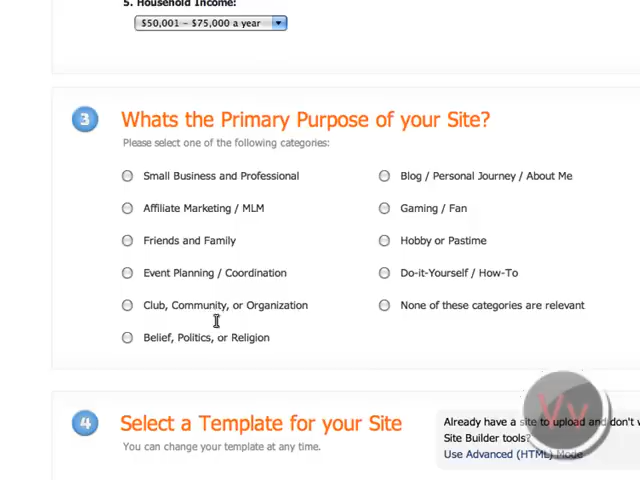 5. Household Income:
$50,001 – $75,000 a year
3 Whats the Primary Purpose of your Site?
Please select one of the following categories:
Small Business and Professional
Blog / Personal Journey / About Me
Affiliate Marketing / MLM
Gaming / Fan
Friends and Family
Hobby or Pastime
Event Planning / Coordination
Do-it-Yourself / How-To
Club, Community, or Organization
None of these categories are relevant
Belief, Politics, or Religion
4 Select a Template for your Site
You can change your template at any time.
Already have a site to upload and don't
Site Builder tools?
Use Advanced (HTML) Mode
Vv